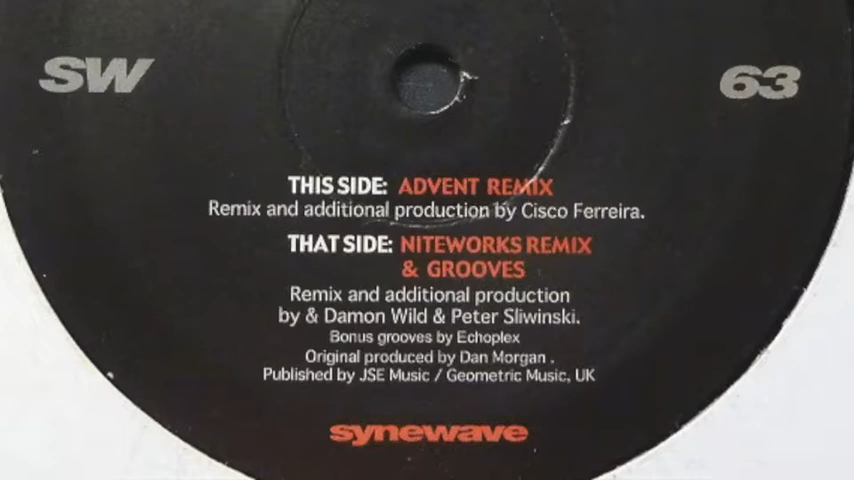 SW
63
THIS SIDE: ADVENT REMIX
Remix and additional production by Cisco Ferreira.
THAT SIDE: NITEWORKS REMIX
& GROOVES
Remix and additional production
by & Damon Wild & Peter Sliwinski.
Bonus grooves by Echoplex
Original produced by Dan Morgan .
Published by JSE Music / Geometric Music, UK
synewave